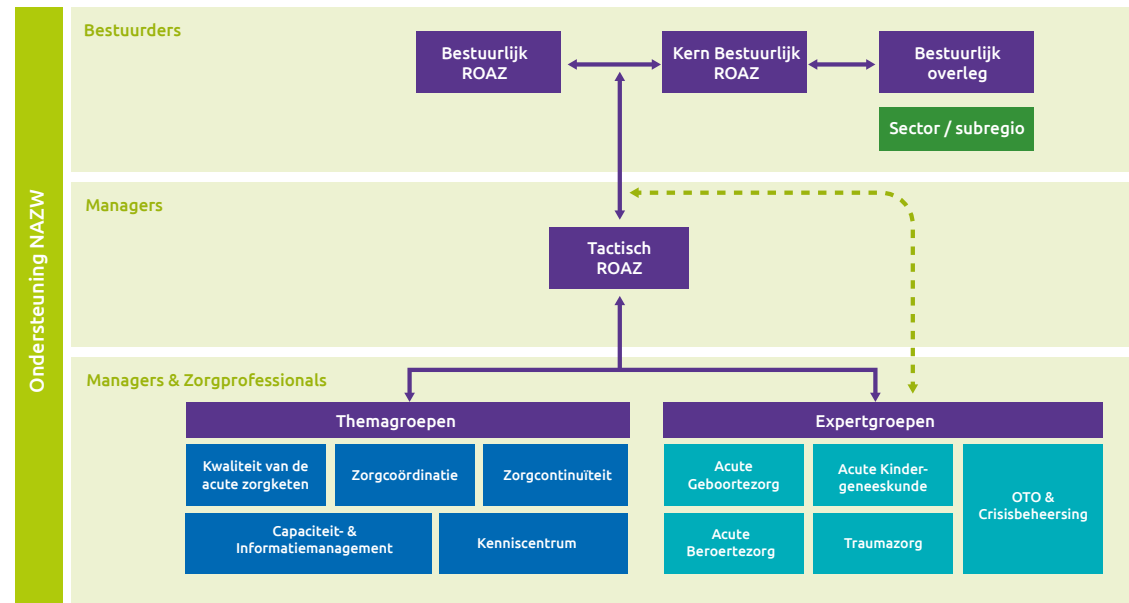 Ondersteuning NAZW
Bestuurders
Bestuurlijk
ROAZ
Kern Bestuurlijk
ROAZ
Bestuurlijk
overleg
Sector / subregio
Managers
Tactisch
ROAZ
Managers & Zorgprofessionals
Themagroepen
Kwaliteit van de
acute zorgketen
Zorgcoördinatie
Zorgcontinuïteit
Capaciteit- &
Informatiemanagement
Kenniscentrum
Expertgroepen
Acute
Geboortezorg
Acute Kinder-
geneeskunde
OTO &
Crisisbeheersing
Acute
Beroertezorg
Traumazorg